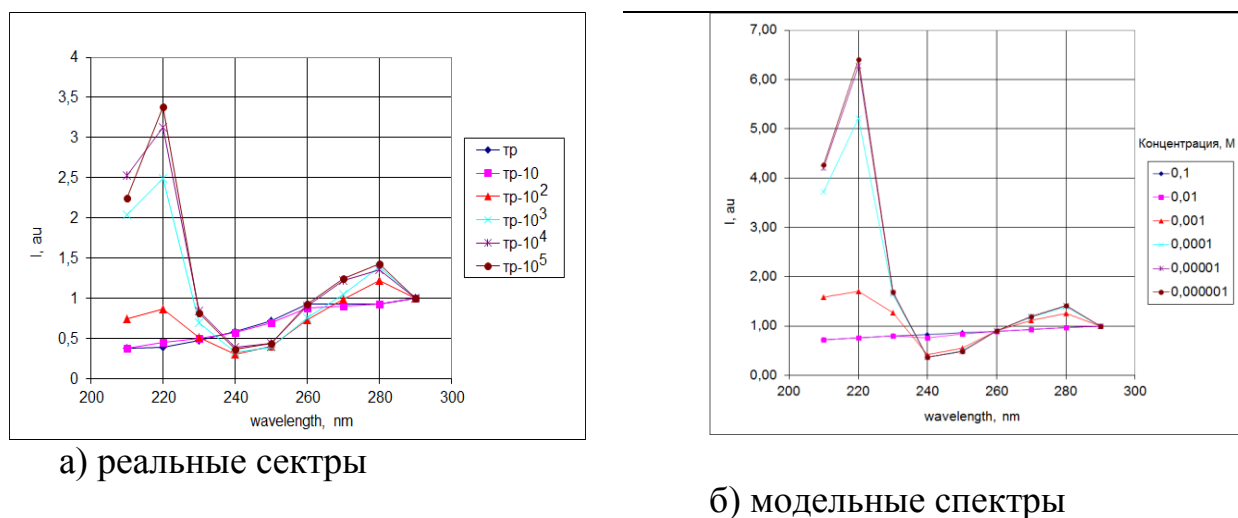 4
3,5
3
2,5
2
1,5
1
0,5
0
200 220 240 260 280 300
I, au
wavelength, nm
тр
тр-10
тр-10²
тр-10³
тр-10⁴
тр-10⁵
а) реальные сектры
7,00
6,00
5,00
4,00
3,00
2,00
1,00
0,00
200 220 240 260 280 300
I, au
wavelength, nm
Концентрация, М
0,1
0,01
0,001
0,0001
0,00001
0,000001
б) модельные спектры